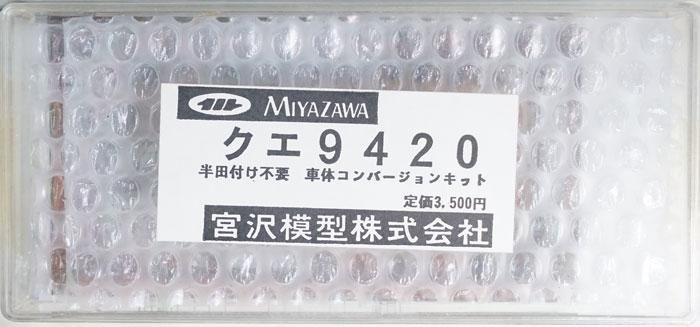 MIYAZAWA
クエ9420
半田付け不要 車体コンバージョンキット
定価3,500円
宮沢模型株式会社